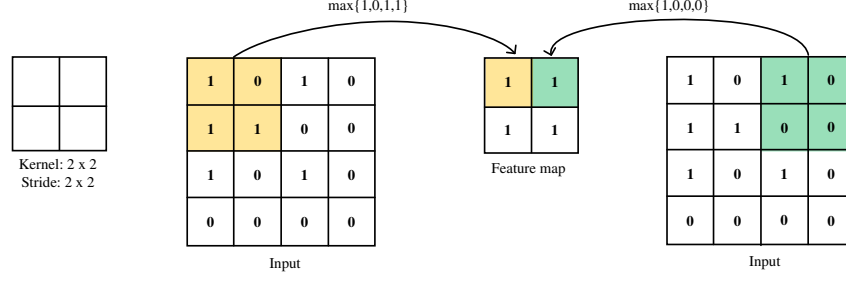 max{1,0,1,1}
max{1,0,0,0}
Kernel: 2 x 2
Stride: 2 x 2
1 0 1 0
1 1 0 0
1 0 1 0
0 0 0 0
Input
1 1
1 1
Feature map
1 0 1 0
1 1 0 0
1 0 1 0
0 0 0 0
Input